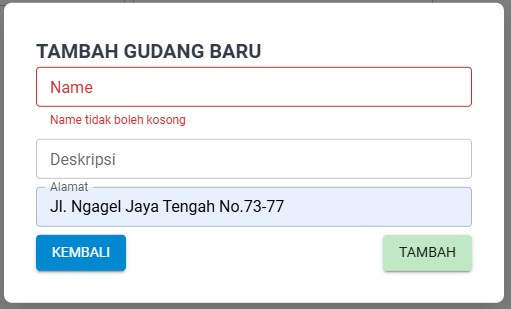 TAMBAH GUDANG BARU
Name
Name tidak boleh kosong
Deskripsi
Alamat
Jl. Ngagel Jaya Tengah No.73-77
KEMBALI
TAMBAH